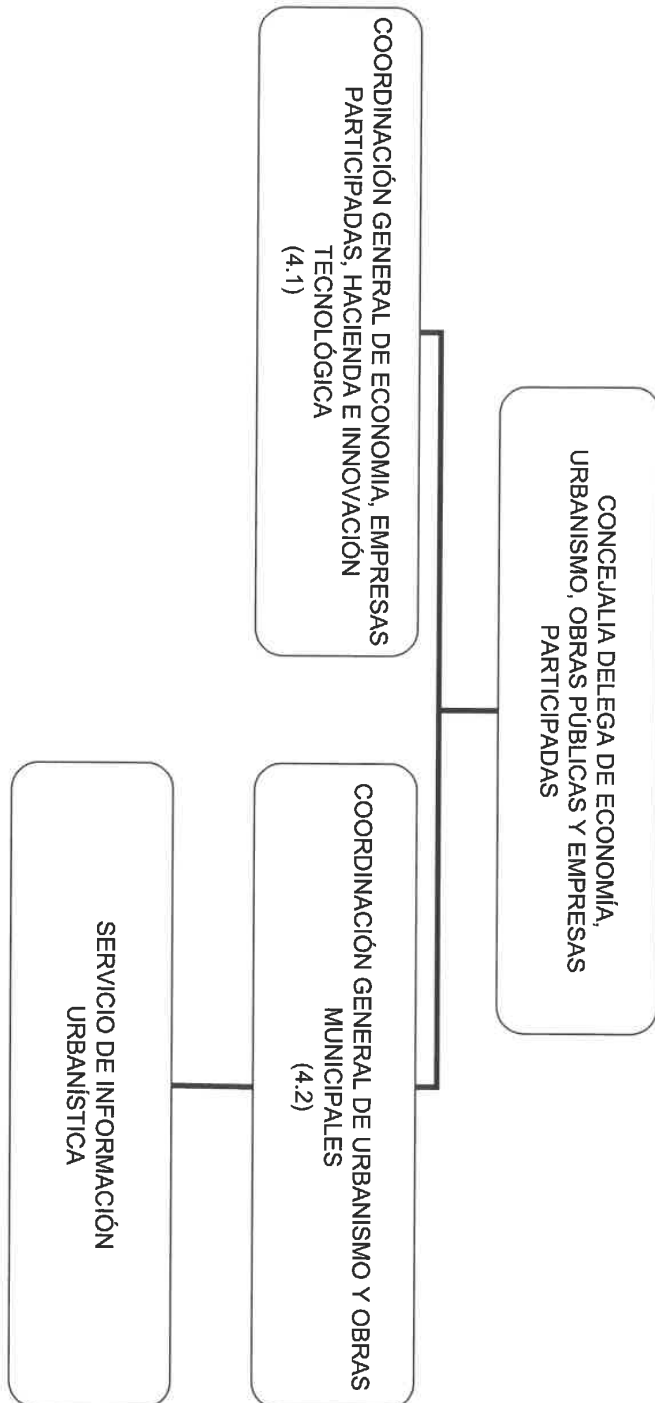 CONCEJALIA DELEGA DE ECONOMÍA,
URBANISMO, OBRAS PÚBLICAS Y EMPRESAS
PARTICIPADAS
COORDINACIÓN GENERAL DE ECONOMIA, EMPRESAS
PARTICIPADAS, HACIENDA E INNOVACIÓN
TECNOLÓGICA
(4.1)
COORDINACIÓN GENERAL DE URBANISMO Y OBRAS
MUNICIPALES
(4.2)
SERVICIO DE INFORMACIÓN
URBANÍSTICA